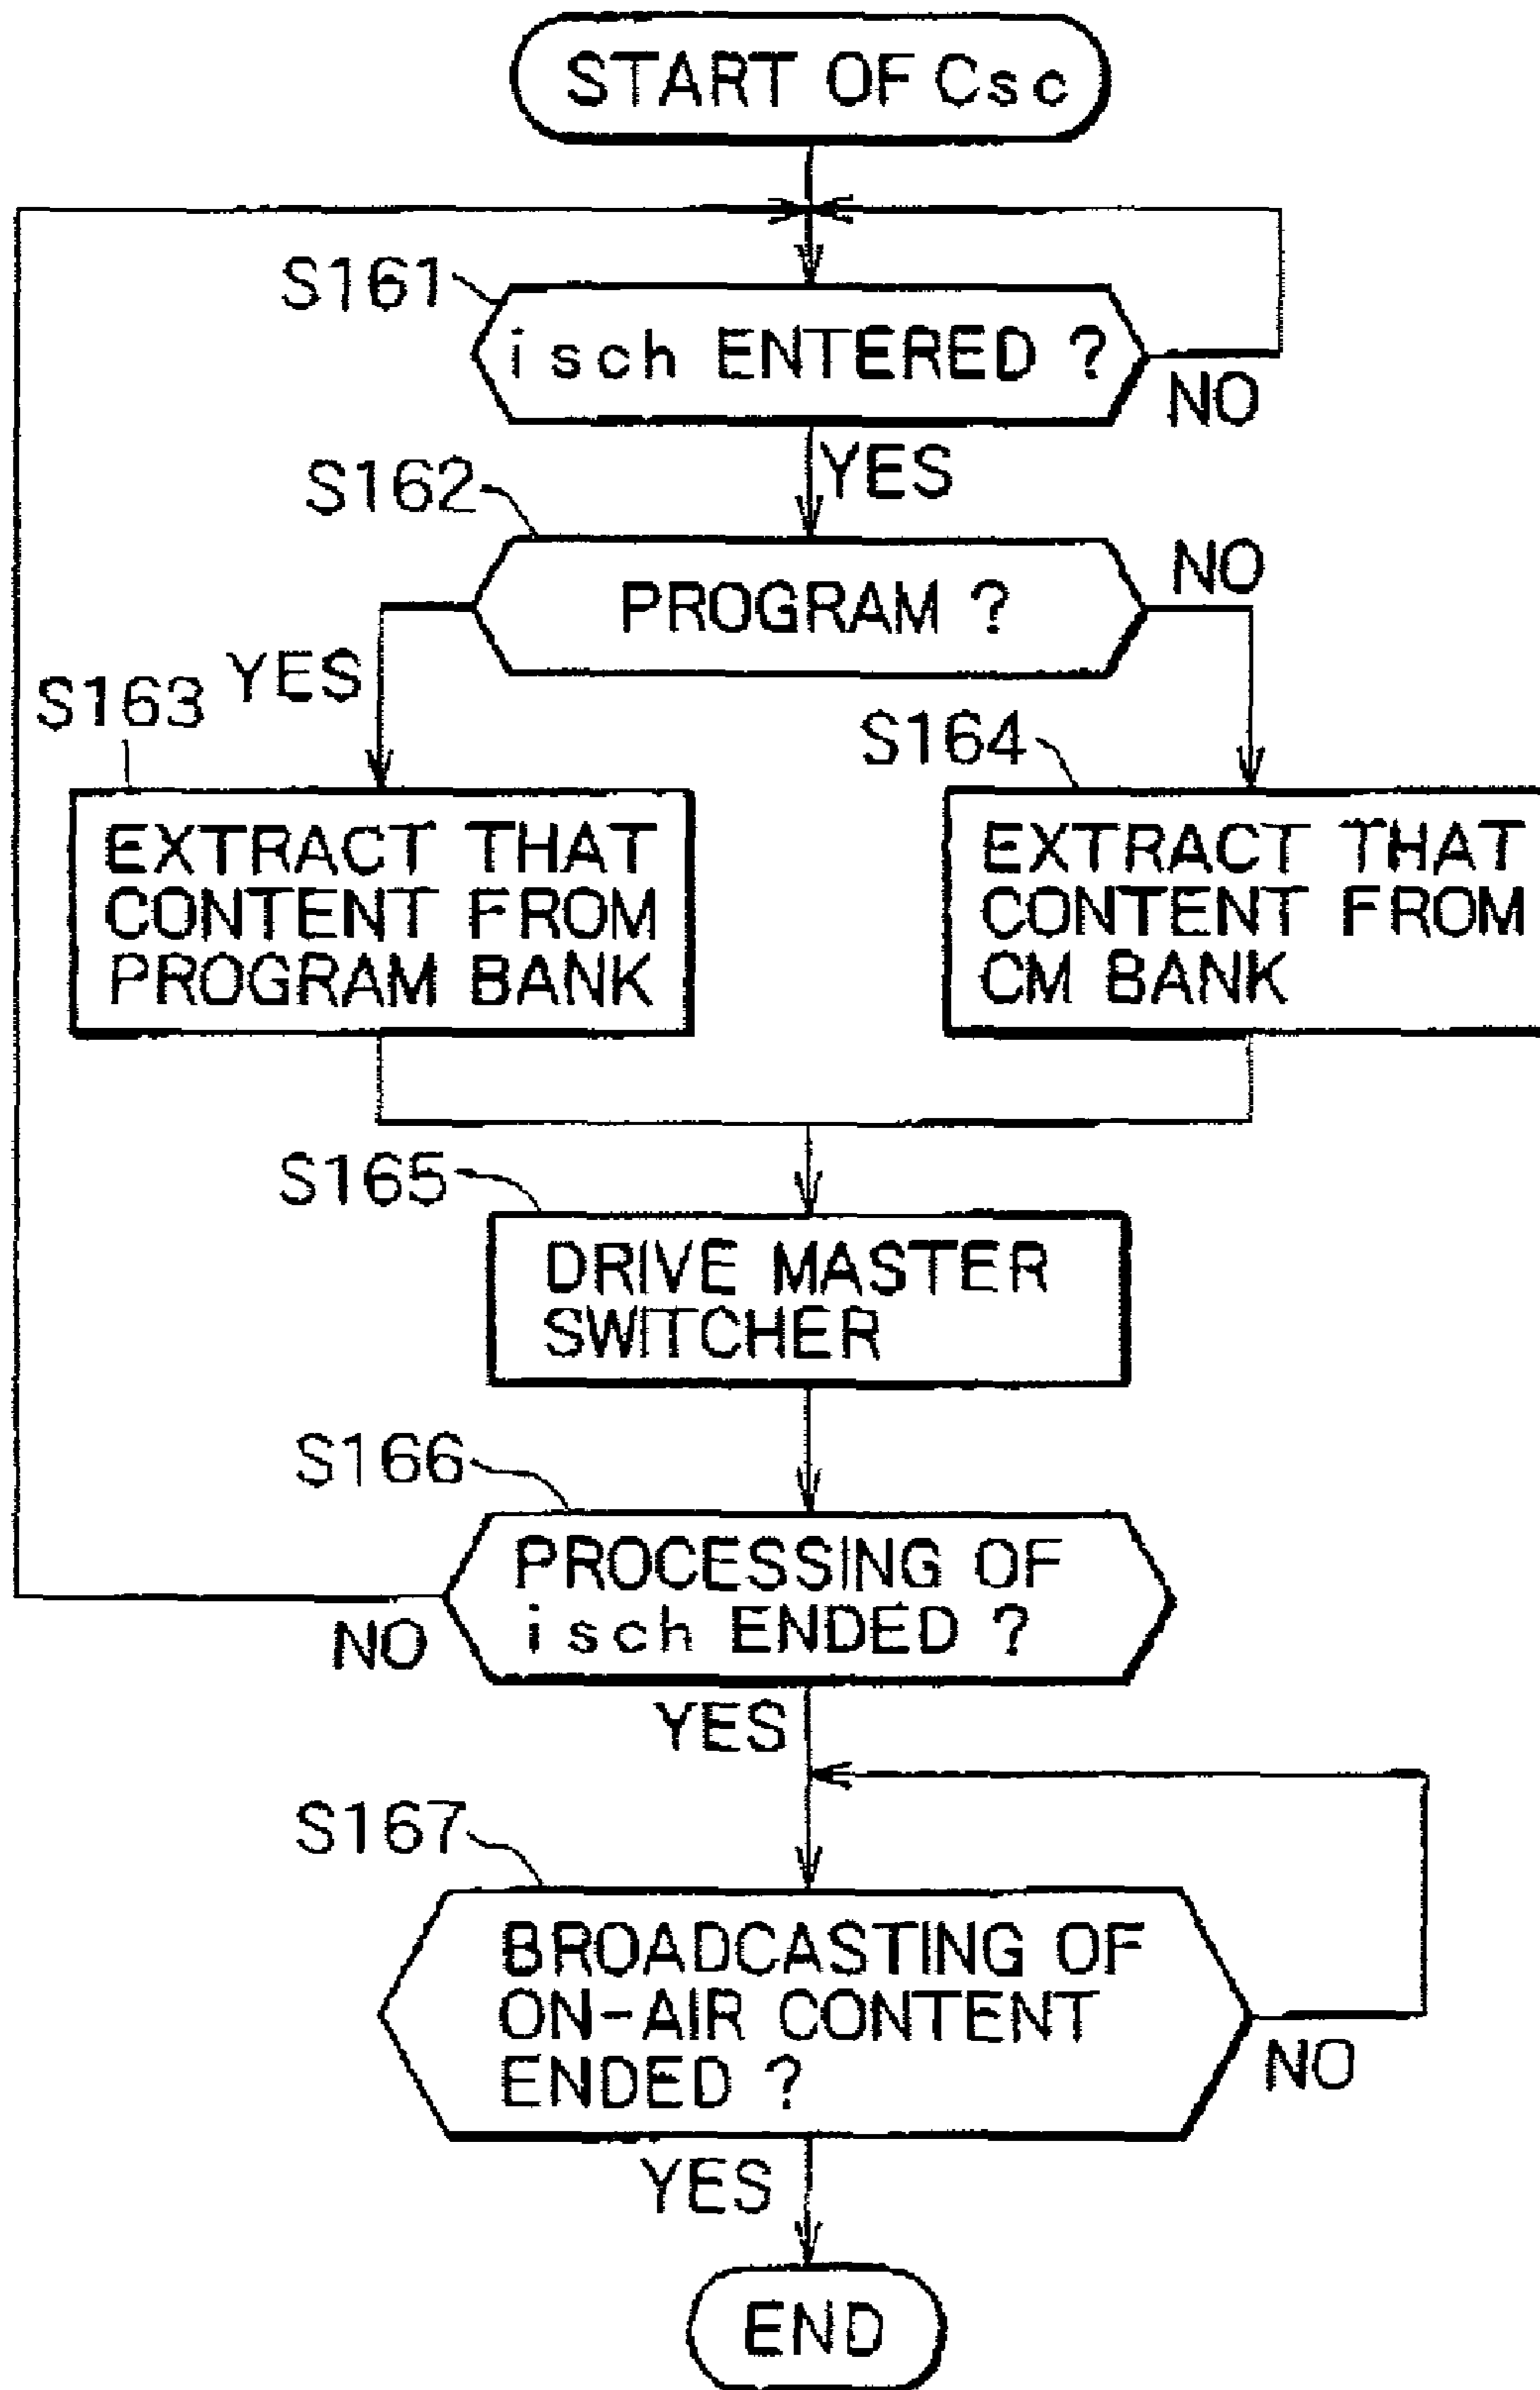 START OF Csc
S161
isch ENTERED ?
NO
YES
S162
PROGRAM ?
NO
YES
S163
S164
EXTRACT THAT
CONTENT FROM
PROGRAM BANK
EXTRACT THAT
CONTENT FROM
CM BANK
S165
DRIVE MASTER
SWITCHER
S166
PROCESSING OF
isch ENDED ?
NO
YES
S167
BROADCASTING OF
ON-AIR CONTENT
ENDED ?
NO
YES
END